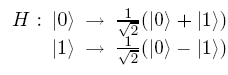 H : |0⟩ → 1/√2(|0⟩ + |1⟩)
|1⟩ → 1/√2(|0⟩ − |1⟩)